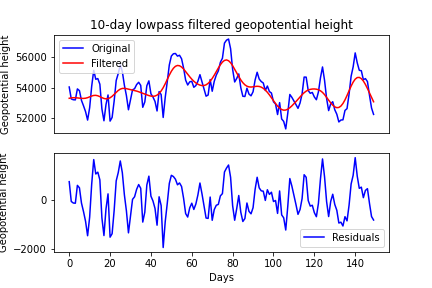 10-day lowpass filtered geopotential height
Geopotential height
56000
54000
52000
Original
Filtered
Geopotential height
0
−2000
Residuals
0
20
40
60
80
100
120
140
Days